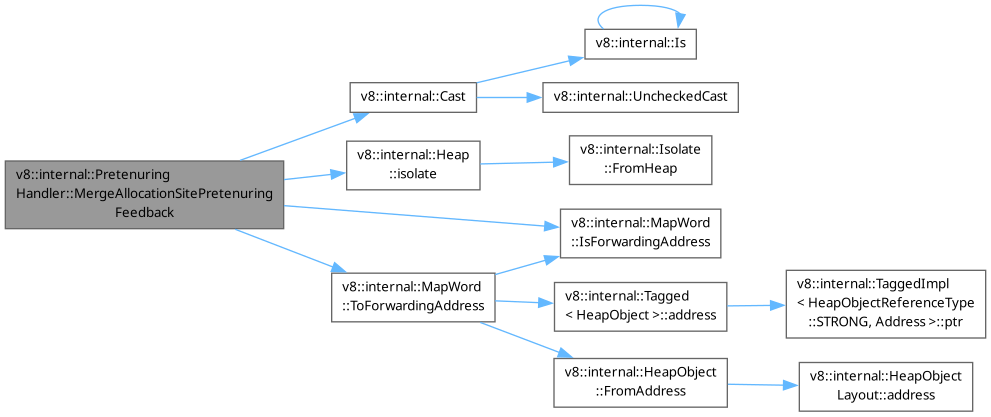 v8::internal::Is
v8::internal::Cast
v8::internal::UncheckedCast
v8::internal::Heap
::isolate
v8::internal::Isolate
::FromHeap
v8::internal::Pretenuring
Handler::MergeAllocationSitePretenuring
Feedback
v8::internal::MapWord
::IsForwardingAddress
v8::internal::MapWord
::ToForwardingAddress
v8::internal::Tagged
< HeapObject >::address
v8::internal::TaggedImpl
< HeapObjectReferenceType
::STRONG, Address >::ptr
v8::internal::HeapObject
::FromAddress
v8::internal::HeapObject
Layout::address